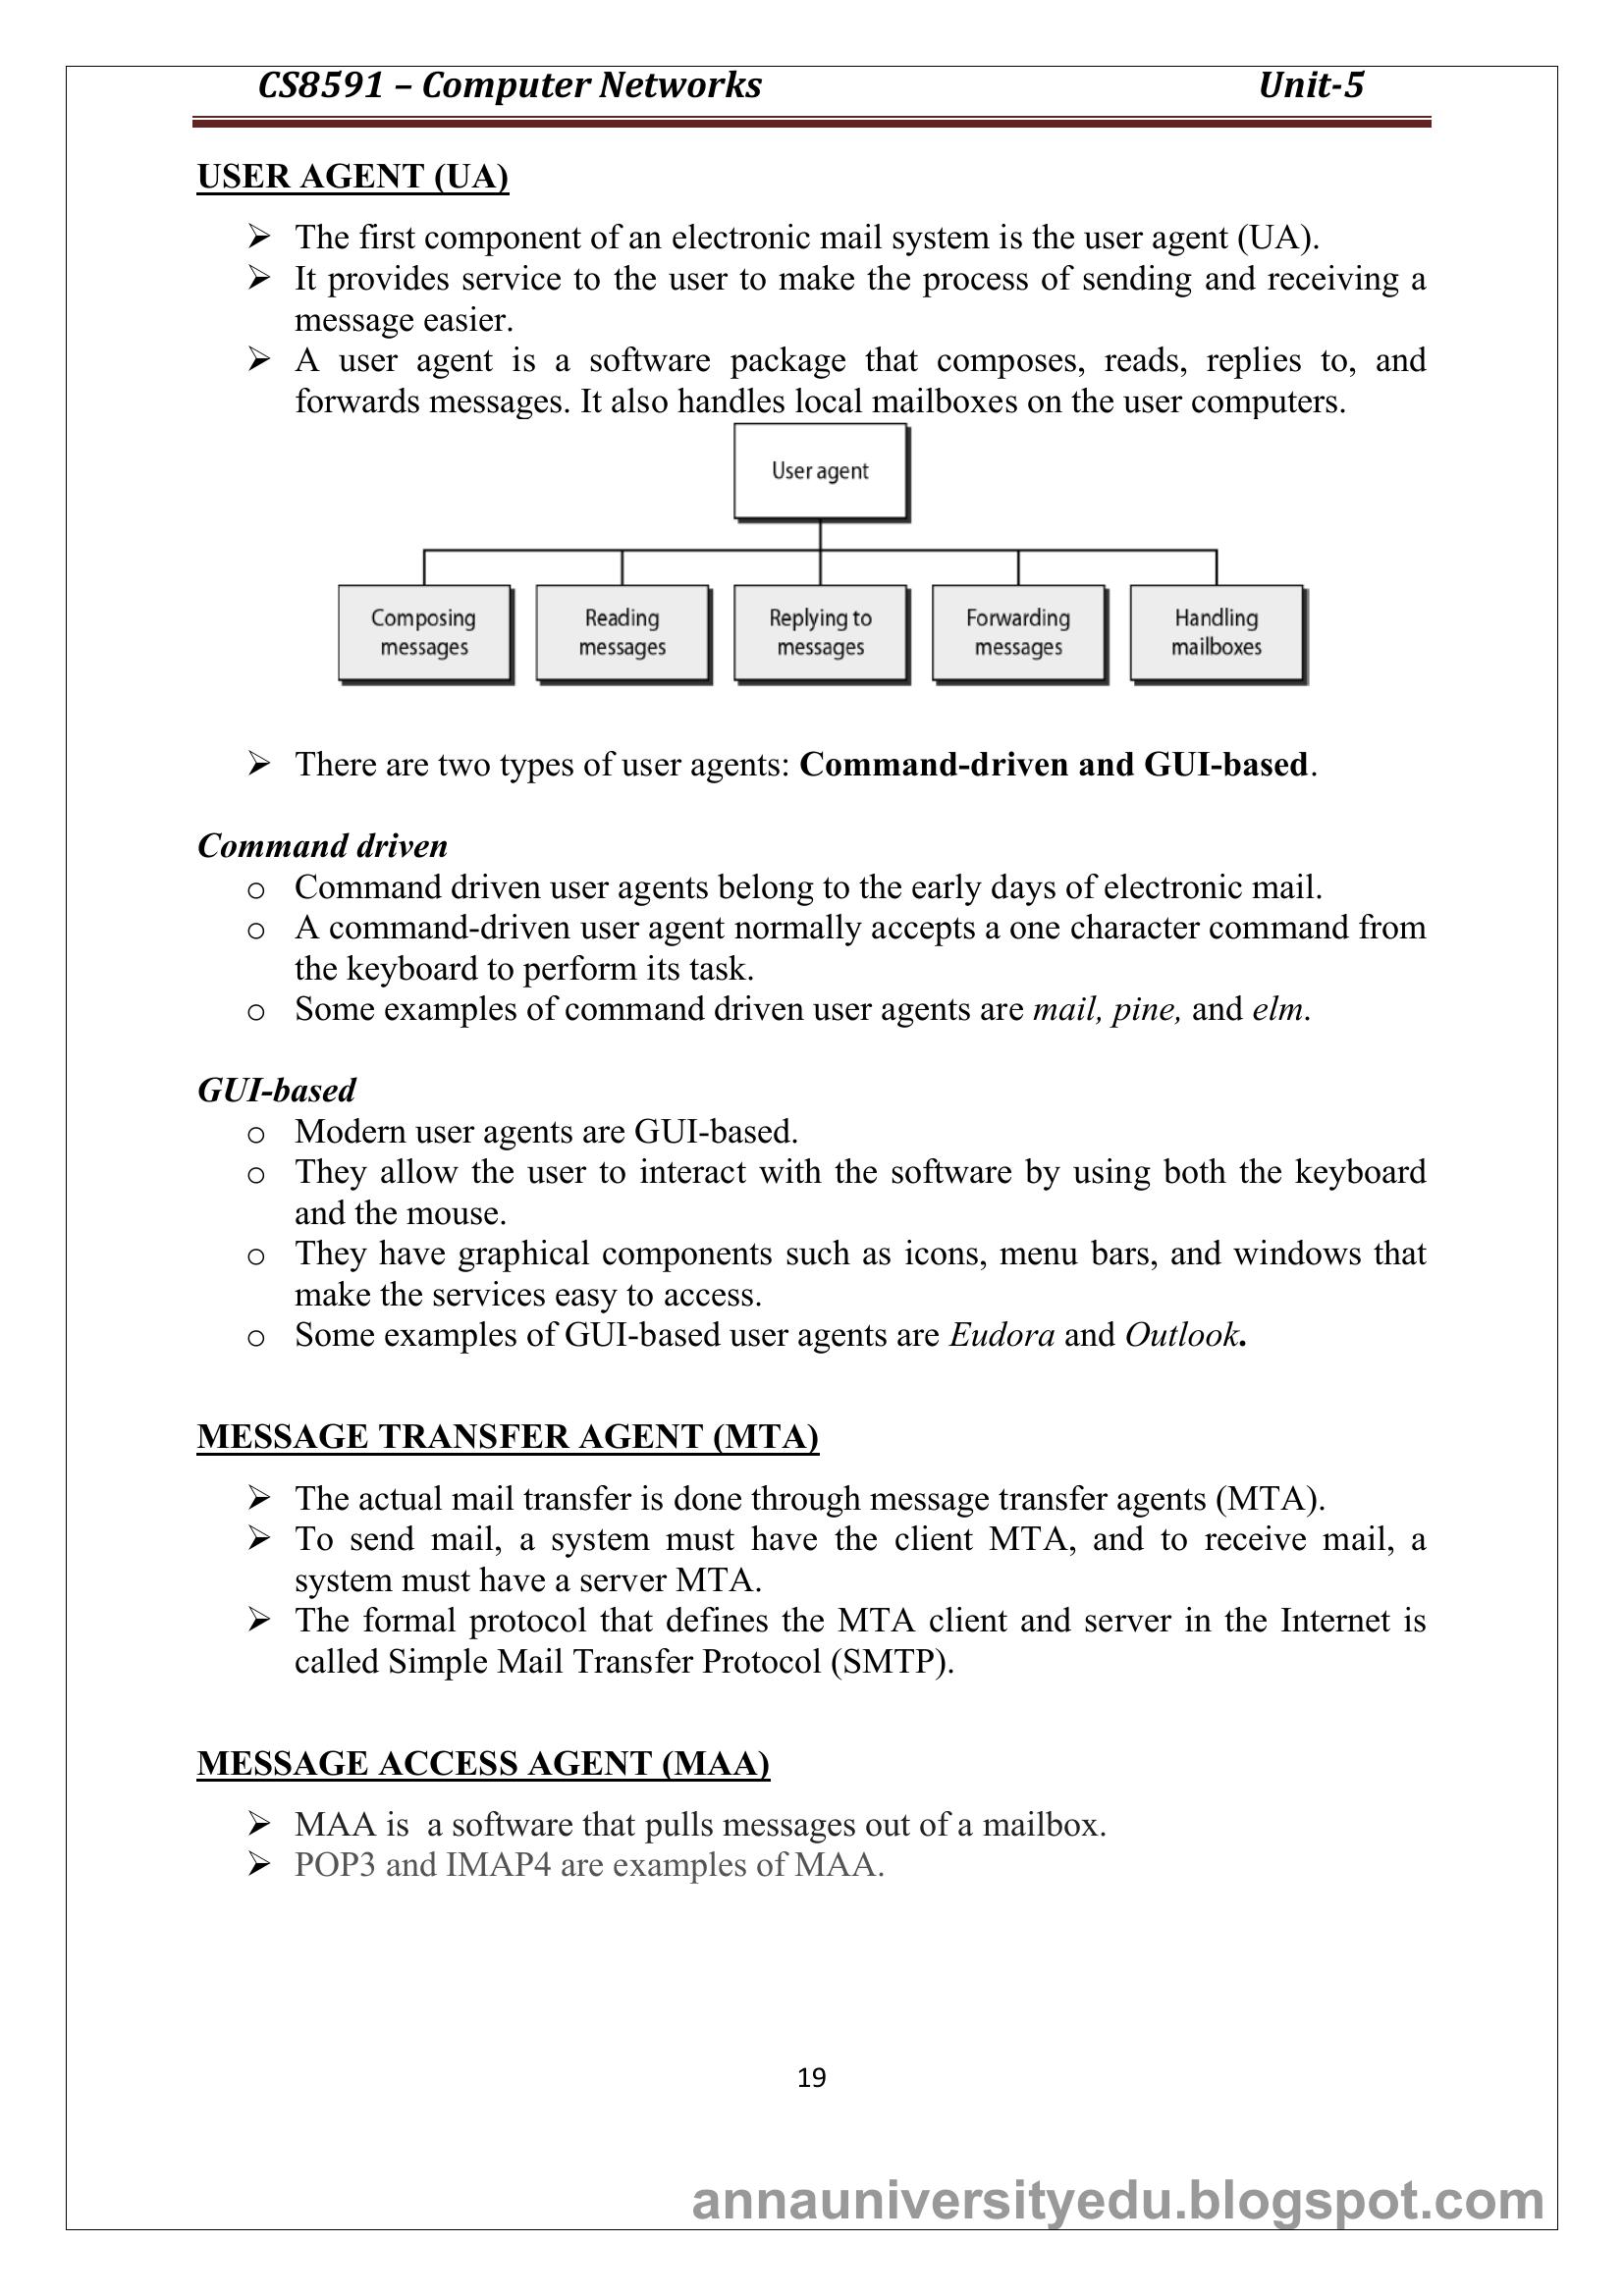 CS8591 – Computer Networks Unit-5
USER AGENT (UA)
➢ The first component of an electronic mail system is the user agent (UA).
➢ It provides service to the user to make the process of sending and receiving a
message easier.
➢ A user agent is a software package that composes, reads, replies to, and
forwards messages. It also handles local mailboxes on the user computers.
User agent
Composing
messages
Reading
messages
Replying to
messages
Forwarding
messages
Handling
mailboxes
➢ There are two types of user agents: Command-driven and GUI-based.
Command driven
o Command driven user agents belong to the early days of electronic mail.
o A command-driven user agent normally accepts a one character command from
the keyboard to perform its task.
o Some examples of command driven user agents are mail, pine, and elm.
GUI-based
o Modern user agents are GUI-based.
o They allow the user to interact with the software by using both the keyboard
and the mouse.
o They have graphical components such as icons, menu bars, and windows that
make the services easy to access.
o Some examples of GUI-based user agents are Eudora and Outlook.
MESSAGE TRANSFER AGENT (MTA)
➢ The actual mail transfer is done through message transfer agents (MTA).
➢ To send mail, a system must have the client MTA, and to receive mail, a
system must have a server MTA.
➢ The formal protocol that defines the MTA client and server in the Internet is
called Simple Mail Transfer Protocol (SMTP).
MESSAGE ACCESS AGENT (MAA)
➢ MAA is  a software that pulls messages out of a mailbox.
➢ POP3 and IMAP4 are examples of MAA.
19
annauniversityedu.blogspot.com